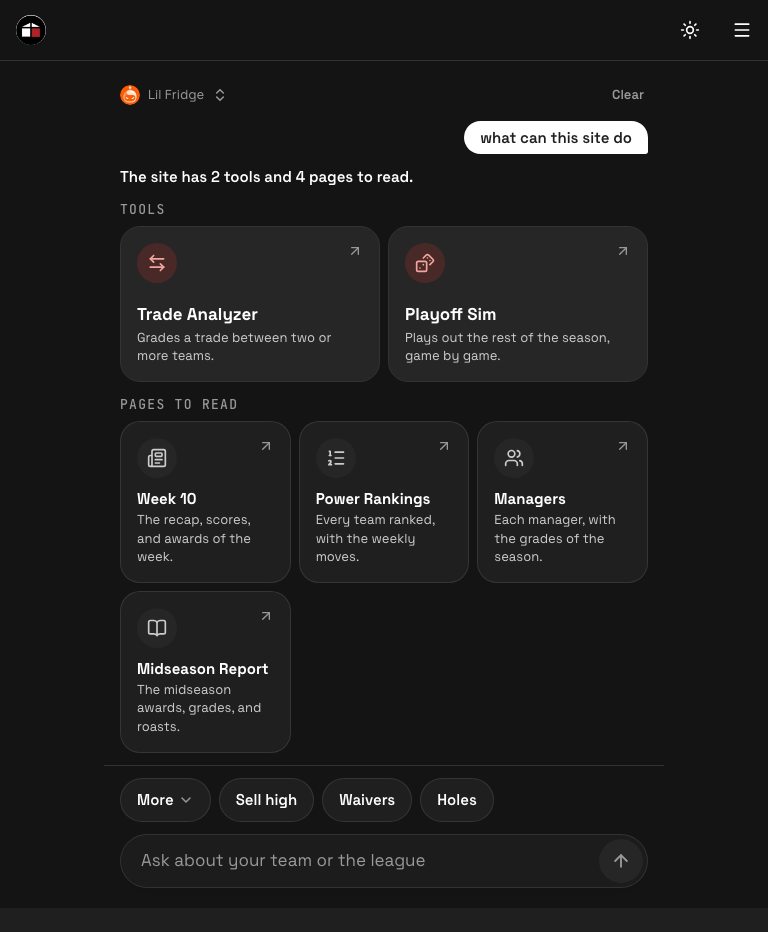 Lil Fridge
Clear
what can this site do
The site has 2 tools and 4 pages to read.
TOOLS
Trade Analyzer
Grades a trade between two or
more teams.
Playoff Sim
Plays out the rest of the season,
game by game.
PAGES TO READ
Week 10
The recap, scores,
and awards of the
week.
Power Rankings
Every team ranked,
with the weekly
moves.
Managers
Each manager, with
the grades of the
season.
Midseason Report
The midseason
awards, grades, and
roasts.
More
Sell high
Waivers
Holes
Ask about your team or the league